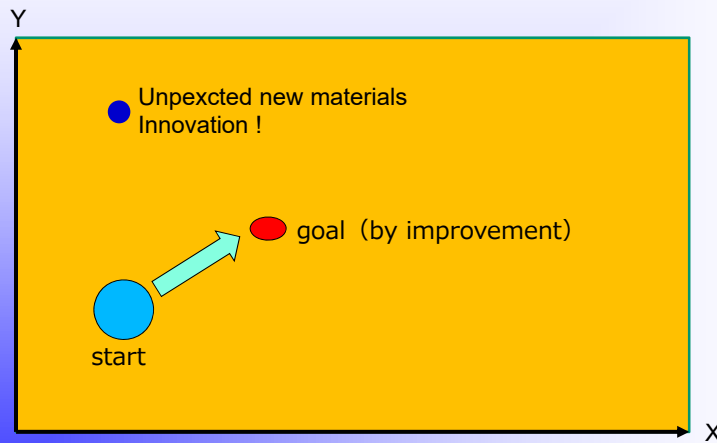 Y
Unpexcted new materials
Innovation !
goal（by improvement）
start
X